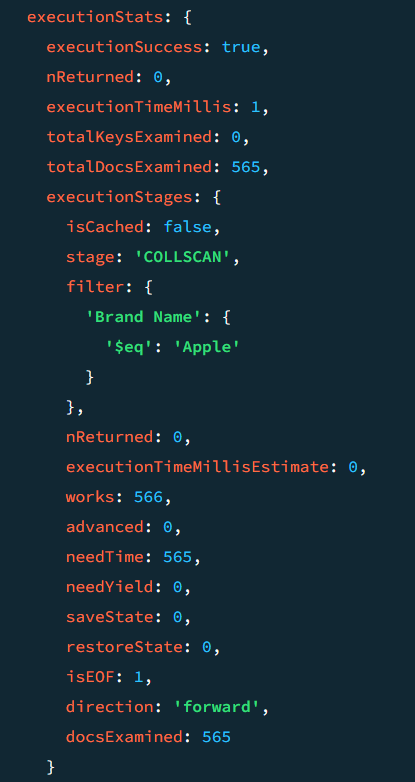 executionStats: {
executionSuccess: true,
nReturned: 0,
executionTimeMillis: 1,
totalKeysExamined: 0,
totalDocsExamined: 565,
executionStages: {
isCached: false,
stage: 'COLLSCAN',
filter: {
'Brand Name': {
'$eq': 'Apple'
}
},
nReturned: 0,
executionTimeMillisEstimate: 0,
works: 566,
advanced: 0,
needTime: 565,
needYield: 0,
saveState: 0,
restoreState: 0,
isEOF: 1,
direction: 'forward',
docsExamined: 565
}